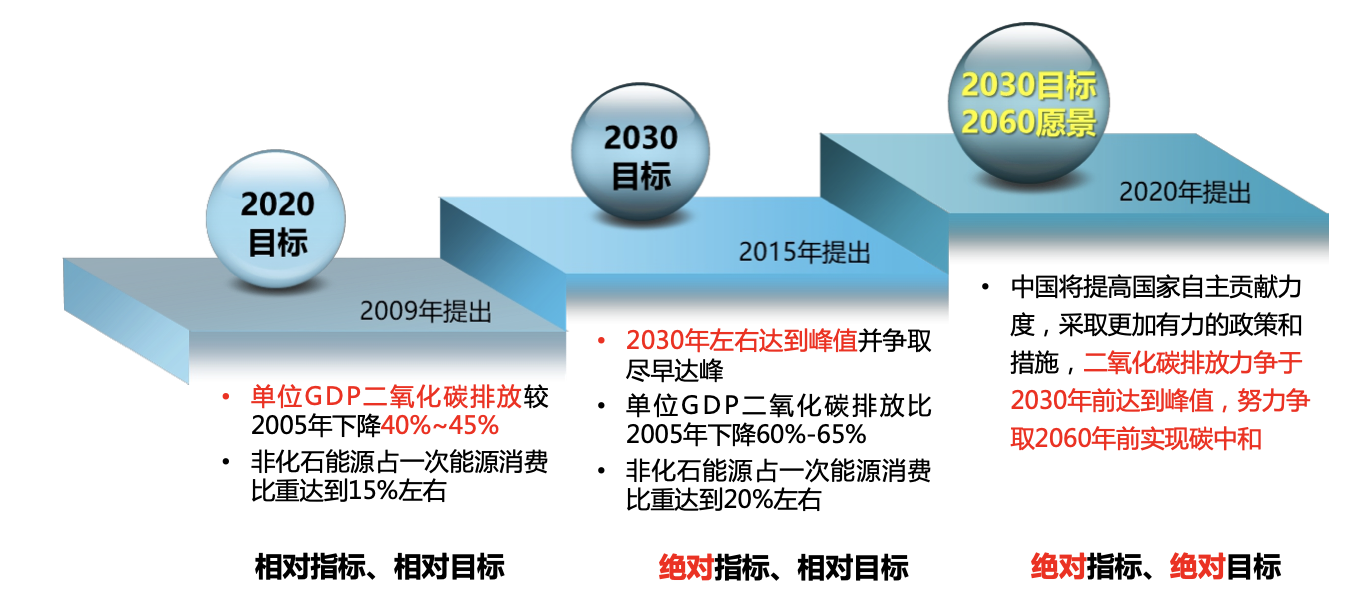 2020
目标
2009年提出
• 单位GDP二氧化碳排放较
2005年下降40%~45%
• 非化石能源占一次能源消费
比重达到15%左右
相对指标、相对目标
2030
目标
2015年提出
• 2030年左右达到峰值并争取
尽早达峰
• 单位GDP二氧化碳排放比
2005年下降60%-65%
• 非化石能源占一次能源消费
比重达到20%左右
绝对指标、相对目标
2030目标
2060愿景
2020年提出
• 中国将提高国家自主贡献力
度，采取更加有力的政策和
措施，二氧化碳排放力争于
2030年前达到峰值，努力争
取2060年前实现碳中和
绝对指标、绝对目标